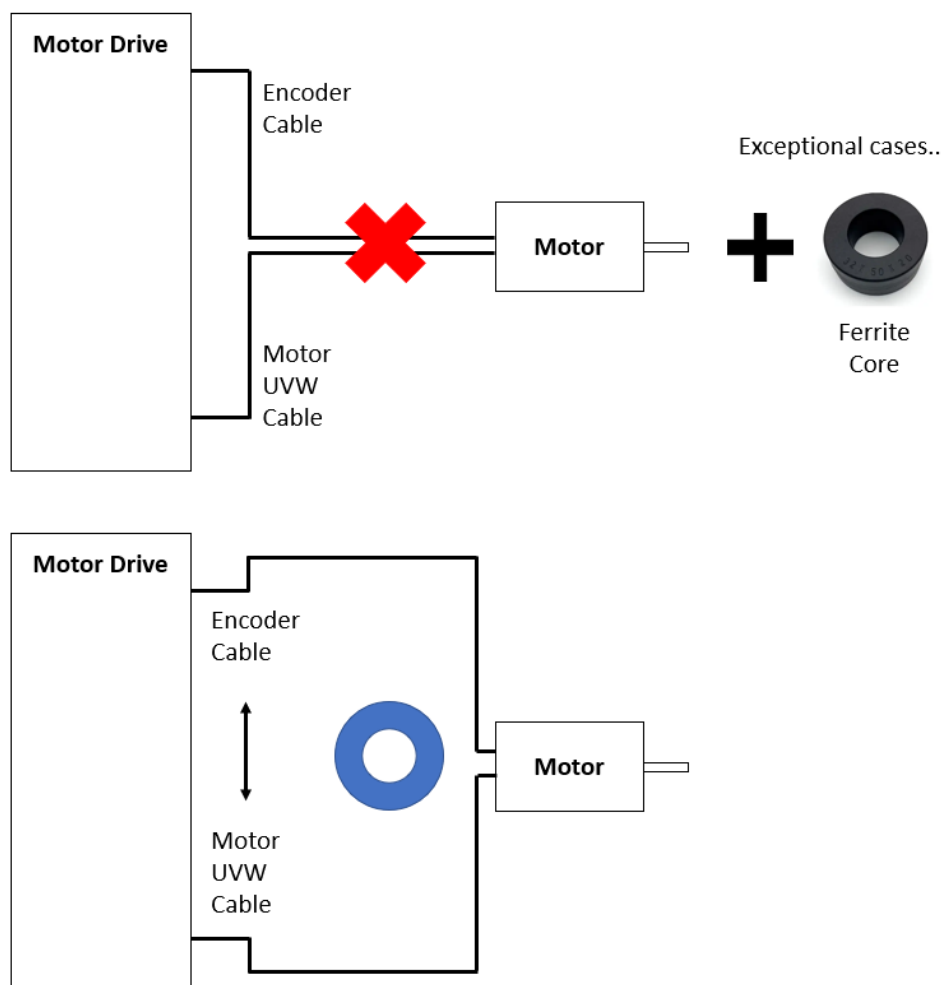 Motor Drive
Encoder
Cable
Exceptional cases..
Motor
Ferrite
Core
Motor
UVW
Cable
Motor Drive
Encoder
Cable
Motor
Motor
UVW
Cable